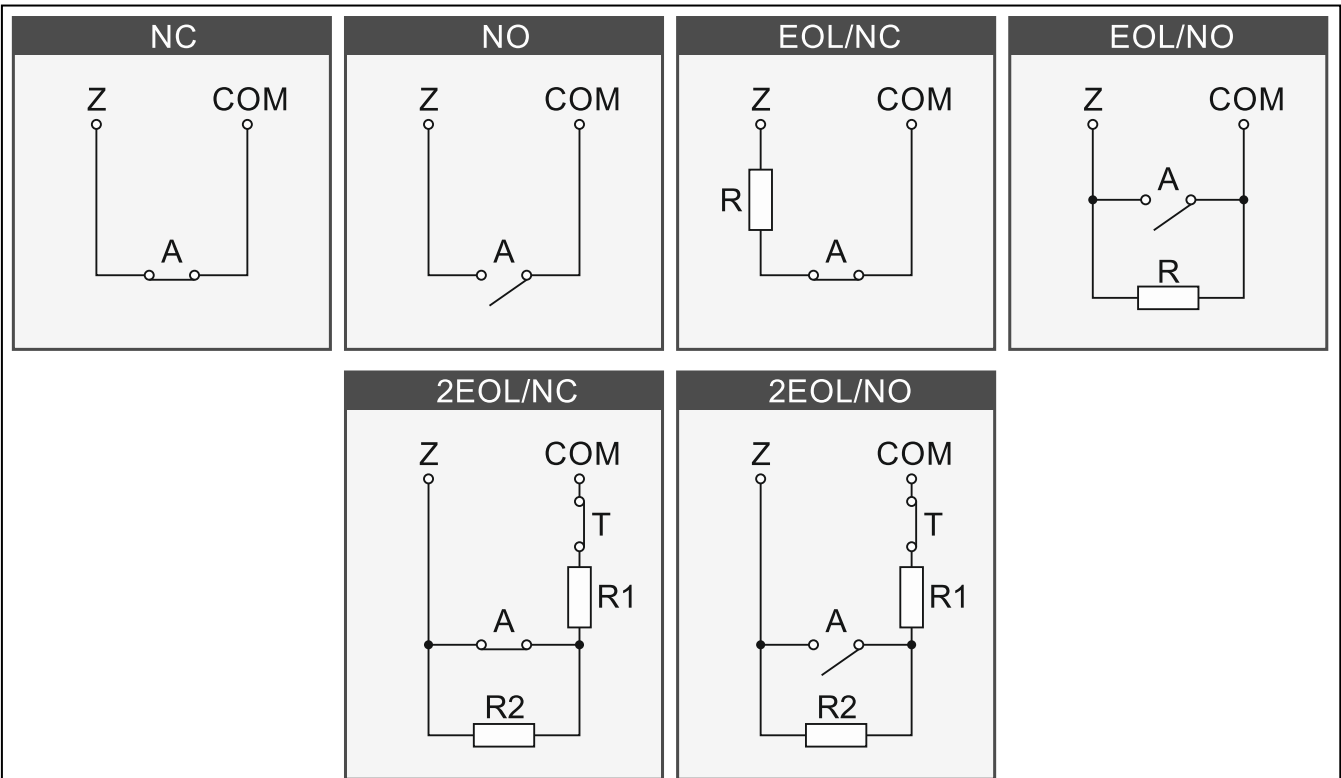 NC
Z COM
A
NO
Z COM
A
EOL/NC
Z COM
R
A
EOL/NO
Z COM
A
R
2EOL/NC
Z COM
T
R1
A
R2
2EOL/NO
Z COM
T
R1
A
R2